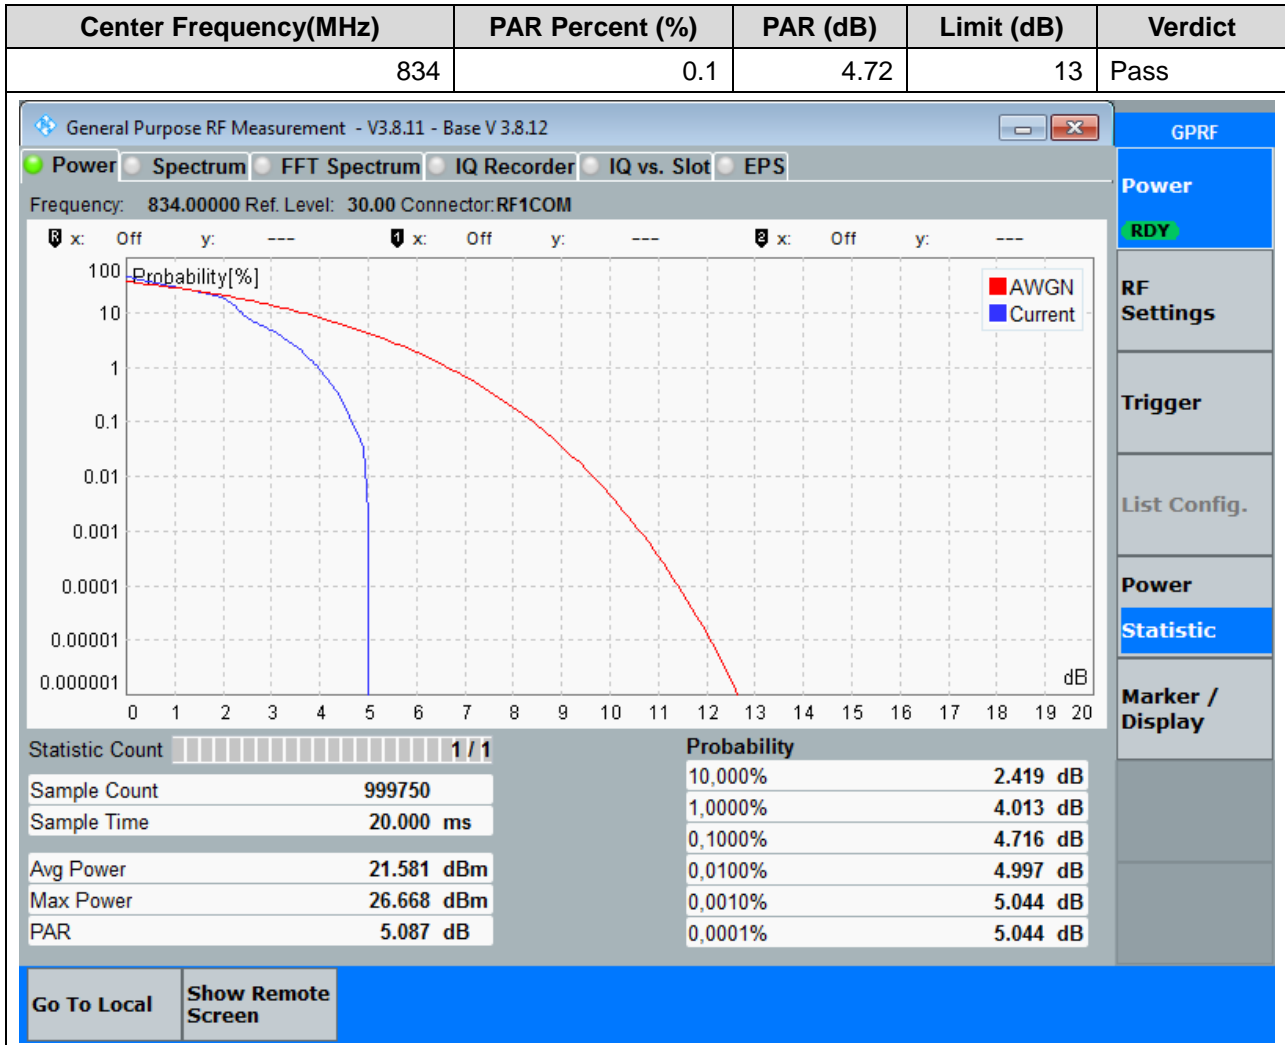 Center Frequency(MHz) PAR Percent (%) PAR (dB) Limit (dB) Verdict
834 0.1 4.72 13 Pass
General Purpose RF Measurement - V3.8.11 - Base V 3.8.12
GPRF
Power Spectrum FFT Spectrum IQ Recorder IQ vs. Slot EPS
Frequency: 834.00000 Ref. Level: 30.00 Connector:RF1COM
R x: Off y: --- 1 x: Off y: --- 2 x: Off y: ---
Probability[%]
AWGN
Current
100
10
1
0.1
0.01
0.001
0.0001
0.00001
0.000001
dB
0 1 2 3 4 5 6 7 8 9 10 11 12 13 14 15 16 17 18 19 20
Statistic Count 1 / 1
Sample Count 999750
Sample Time 20.000 ms
Avg Power 21.581 dBm
Max Power 26.668 dBm
PAR 5.087 dB
Probability
10,000% 2.419 dB
1,0000% 4.013 dB
0,1000% 4.716 dB
0,0100% 4.997 dB
0,0010% 5.044 dB
0,0001% 5.044 dB
Power
RDY
RF
Settings
Trigger
List Config.
Power
Statistic
Marker /
Display
Go To Local
Show Remote
Screen